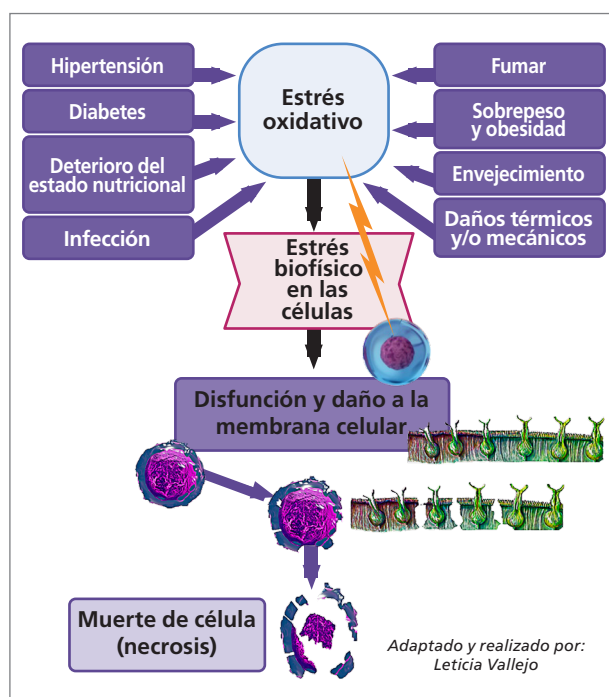 Hipertensión
Diabetes
Deterioro del
estado nutricional
Infección
Estrés
oxidativo
Fumar
Sobrepeso
y obesidad
Envejecimiento
Daños térmicos
y/o mecánicos
Estrés
biofísico
en las
células
Disfunción y daño a la
membrana celular
Muerte de célula
(necrosis)
Adaptado y realizado por:
Leticia Vallejo